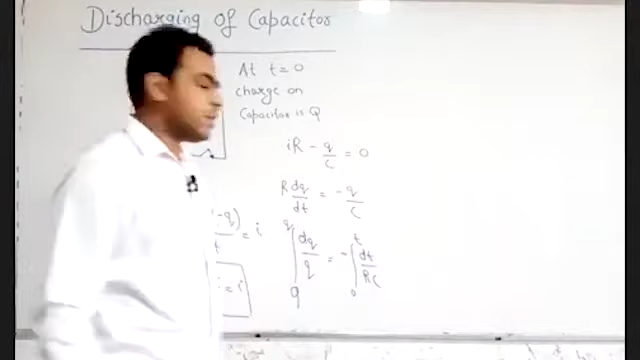 Discharging of Capacitor
At t = 0
charge on
Capacitor is Q
iR - q/C = 0
R dq/dt = - q/C
-q)/t = i
∫ dq/q = - ∫ dt/RC
= i